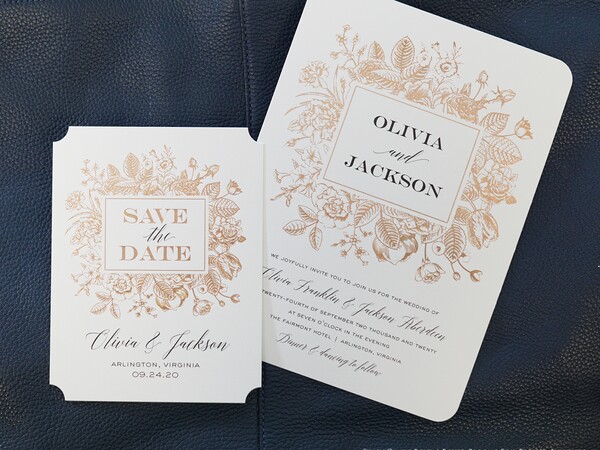 SAVE
the
DATE
Olivia & Jackson
ARLINGTON, VIRGINIA
09.24.20
OLIVIA
and
JACKSON
WE JOYFULLY INVITE YOU TO JOIN US FOR THE WEDDING OF
Olivia Franklin & Jackson Aberdeen
TWENTY-FOURTH OF SEPTEMBER TWO THOUSAND AND TWENTY
AT SEVEN O'CLOCK IN THE EVENING
THE FAIRMONT HOTEL | ARLINGTON, VIRGINIA
Dinner & dancing to follow